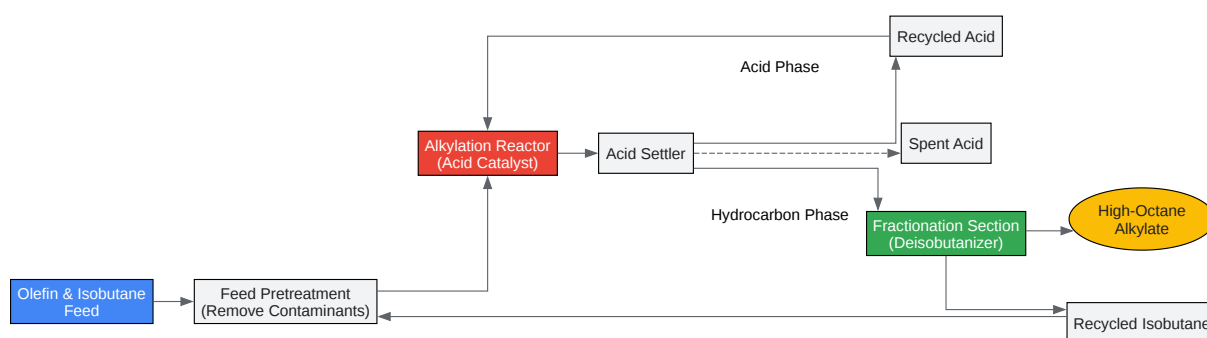 Recycled Acid
Acid Phase
Alkylation Reactor
(Acid Catalyst)
Acid Settler
Spent Acid
Hydrocarbon Phase
Fractionation Section
(Deisobutanizer)
High-Octane
Alkylate
Olefin & Isobutane
Feed
Feed Pretreatment
(Remove Contaminants)
Recycled Isobutane